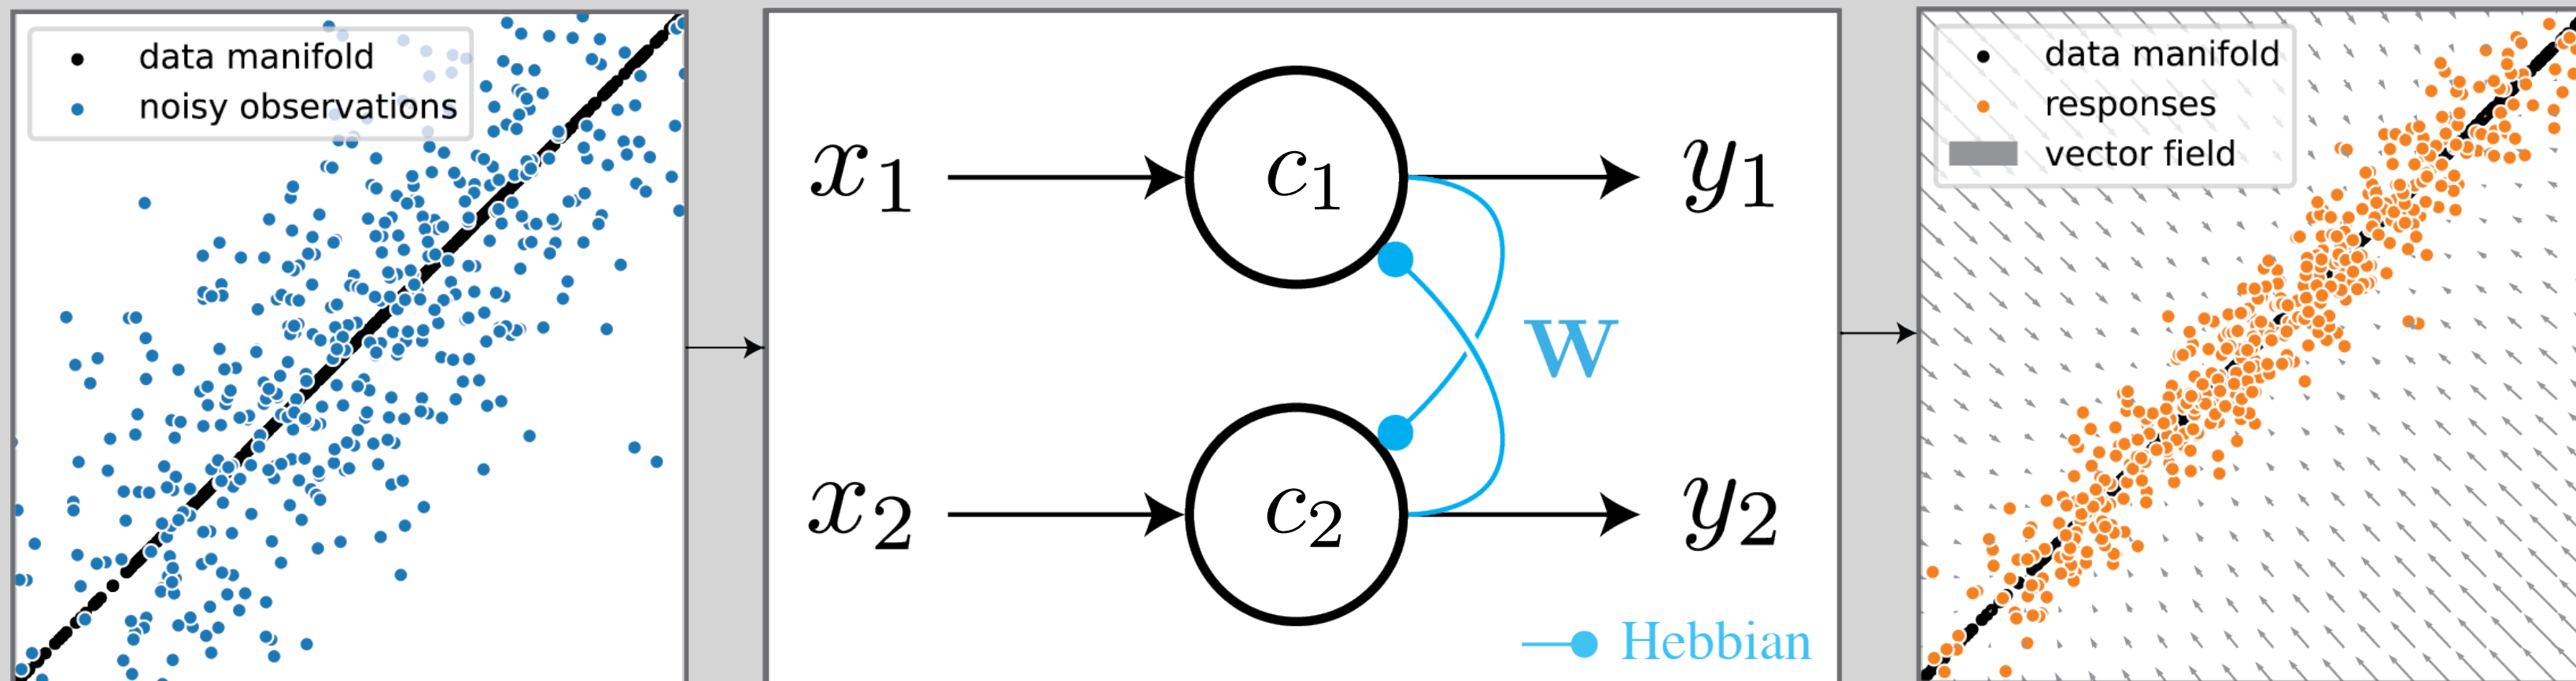 data manifold
noisy observations
x₁
c₁
y₁
W
x₂
c₂
y₂
Hebbian
data manifold
responses
vector field